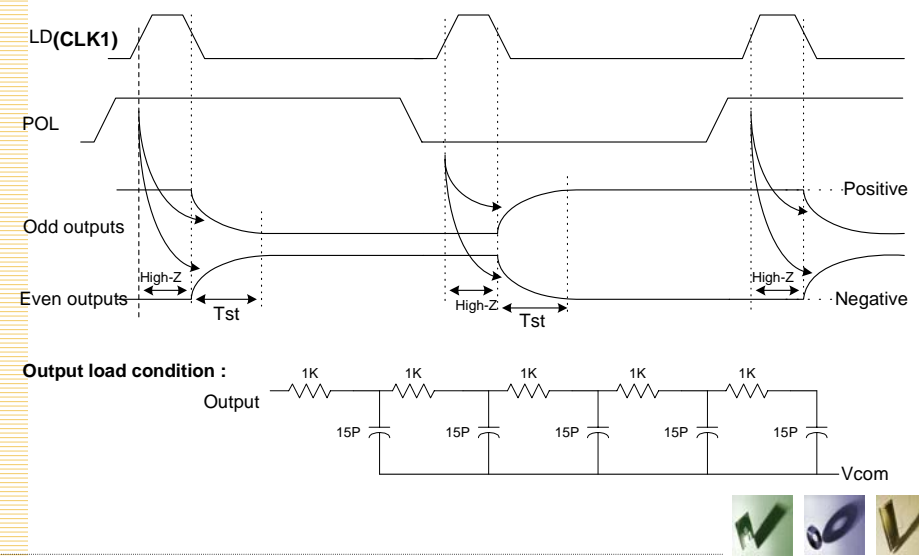 LD(CLK1)
POL
Positive
Odd outputs
High-Z
High-Z
High-Z
Even outputs
Negative
Tst
Tst
Output load condition :
1K
1K
1K
1K
1K
Output
15P
15P
15P
15P
15P
Vcom